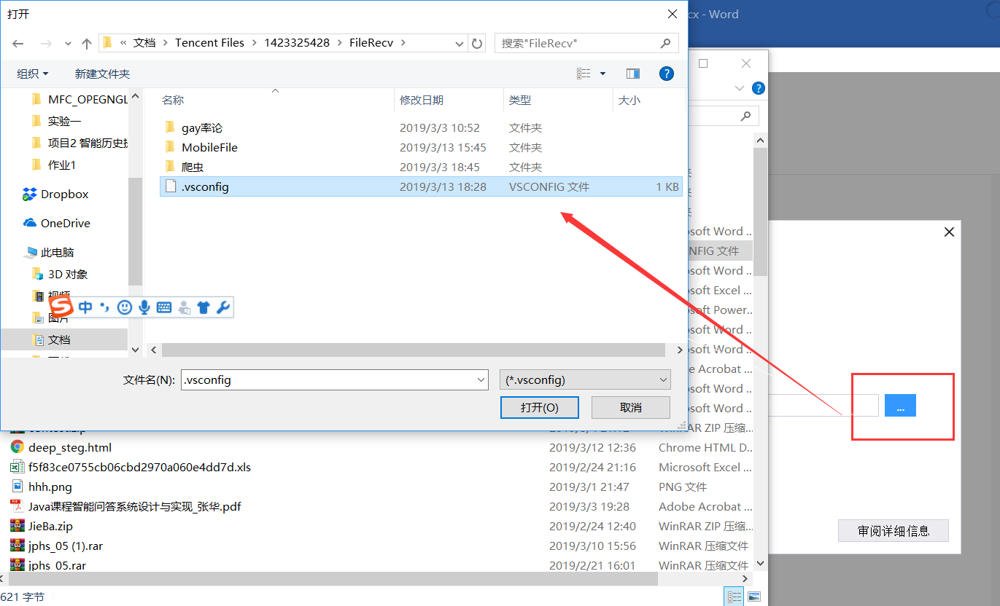 打开
cx - Word
« 文档 > Tencent Files > 1423325428 > FileRecv >
搜索"FileRecv"
组织
新建文件夹
名称 修改日期 类型 大小
MFC_OPEGNGL
实验一
项目2 智能历史
作业1
Dropbox
OneDrive
此电脑
3D 对象
视频
图片
文档
gay率论 2019/3/3 10:52 文件夹
MobileFile 2019/3/13 15:45 文件夹
爬虫 2019/3/3 18:45 文件夹
.vsconfig 2019/3/13 18:28 VSCONFIG 文件 1 KB
中
文件名(N): .vsconfig (*.vsconfig)
打开(O) 取消
soft Word ..
NFIG 文件
soft Word ..
soft Excel ...
soft Power..
soft Word ..
soft Word ..
e Acrobat ...
soft Word ..
soft Word ..
RAR ZIP 压缩...
...
审阅详细信息
deep_steg.html 2019/3/12 12:36 Chrome HTML D...
f5f83ce0755cb06cbd2970a060e4dd7d.xls 2019/2/24 21:16 Microsoft Excel ...
hhh.png 2019/3/1 21:47 PNG 文件
Java课程智能问答系统设计与实现_张华.pdf 2019/3/3 19:28 Adobe Acrobat ...
JieBa.zip 2019/2/24 12:40 WinRAR ZIP 压缩...
jphs_05 (1).rar 2019/3/10 15:56 WinRAR 压缩文件
jphs_05.rar 2019/2/21 16:01 WinRAR 压缩文件
621 字节